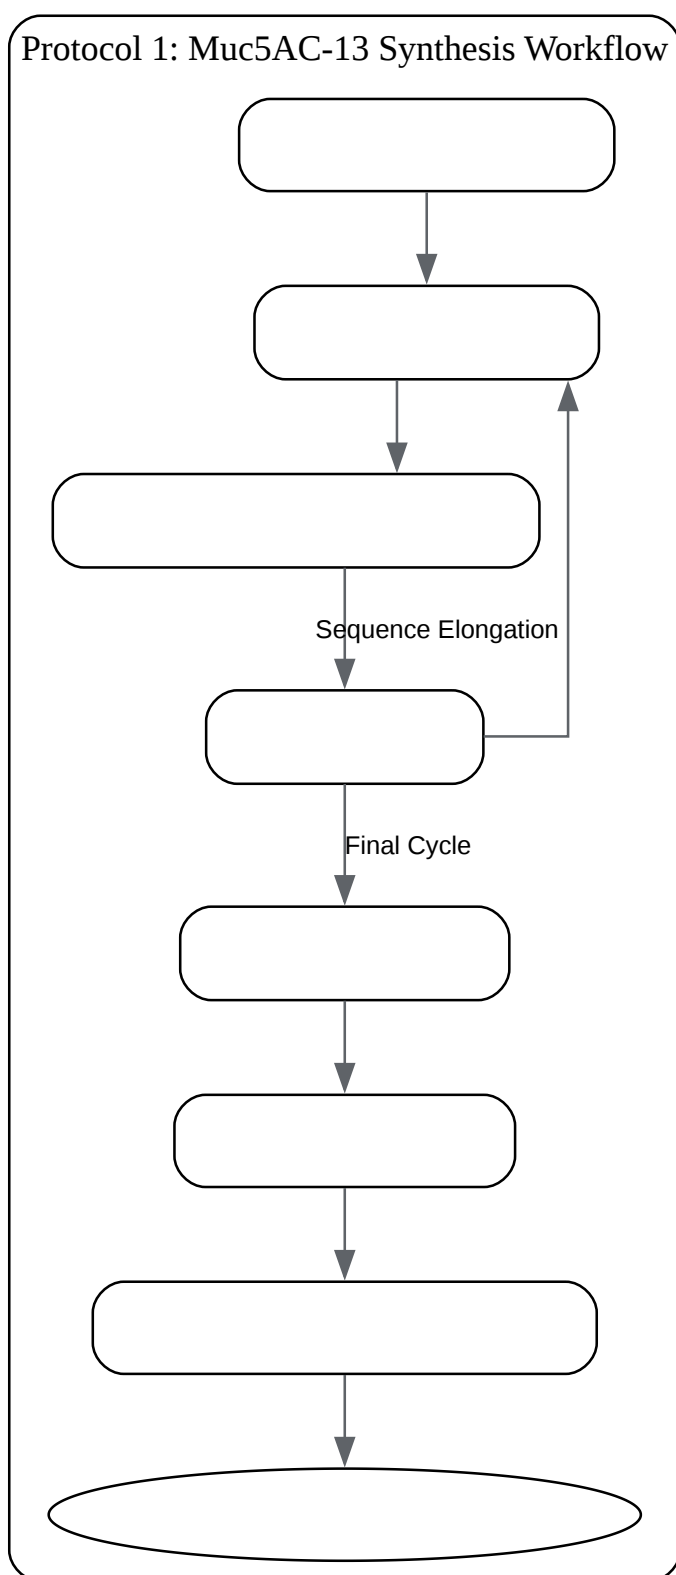 Protocol 1: Muc5AC-13 Synthesis Workflow
Sequence Elongation
Final Cycle